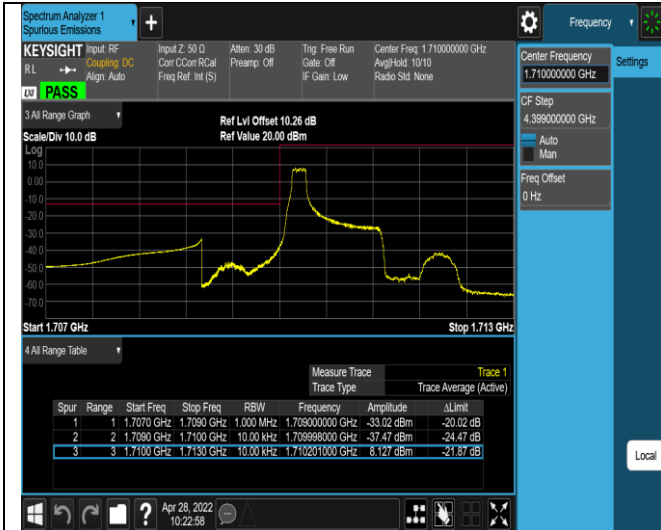 Spectrum Analyzer 1
Spurious Emissions
Frequency
KEYSIGHT
R L
LXI
PASS
Input: RF
Coupling: DC
Align: Auto
Input Z: 50 Ω
Corr CCorr RCal
Freq Ref: Int (S)
Atten: 30 dB
Preamp: Off
Trig: Free Run
Gate: Off
IF Gain: Low
Center Freq: 1.710000000 GHz
Avg|Hold: 10/10
Radio Std: None
Center Frequency
1.710000000 GHz
Settings
CF Step
4.399000000 GHz
Auto
Man
Freq Offset
0 Hz
3 All Range Graph
Ref Lvl Offset 10.26 dB
Scale/Div 10.0 dB
Ref Value 20.00 dBm
Log
10.0
0.00
-10.0
-20.0
-30.0
-40.0
-50.0
-60.0
-70.0
Start 1.707 GHz
Stop 1.713 GHz
4 All Range Table
Measure Trace Trace 1
Trace Type Trace Average (Active)
Spur Range Start Freq Stop Freq RBW Frequency Amplitude ΔLimit
1 1 1.7070 GHz 1.7090 GHz 1.000 MHz 1.709000000 GHz -33.02 dBm -20.02 dB
2 2 1.7090 GHz 1.7100 GHz 10.00 kHz 1.709998000 GHz -37.47 dBm -24.47 dB
3 3 1.7100 GHz 1.7130 GHz 10.00 kHz 1.710201000 GHz 8.127 dBm -21.87 dB
Local
Apr 28, 2022
10:22:58